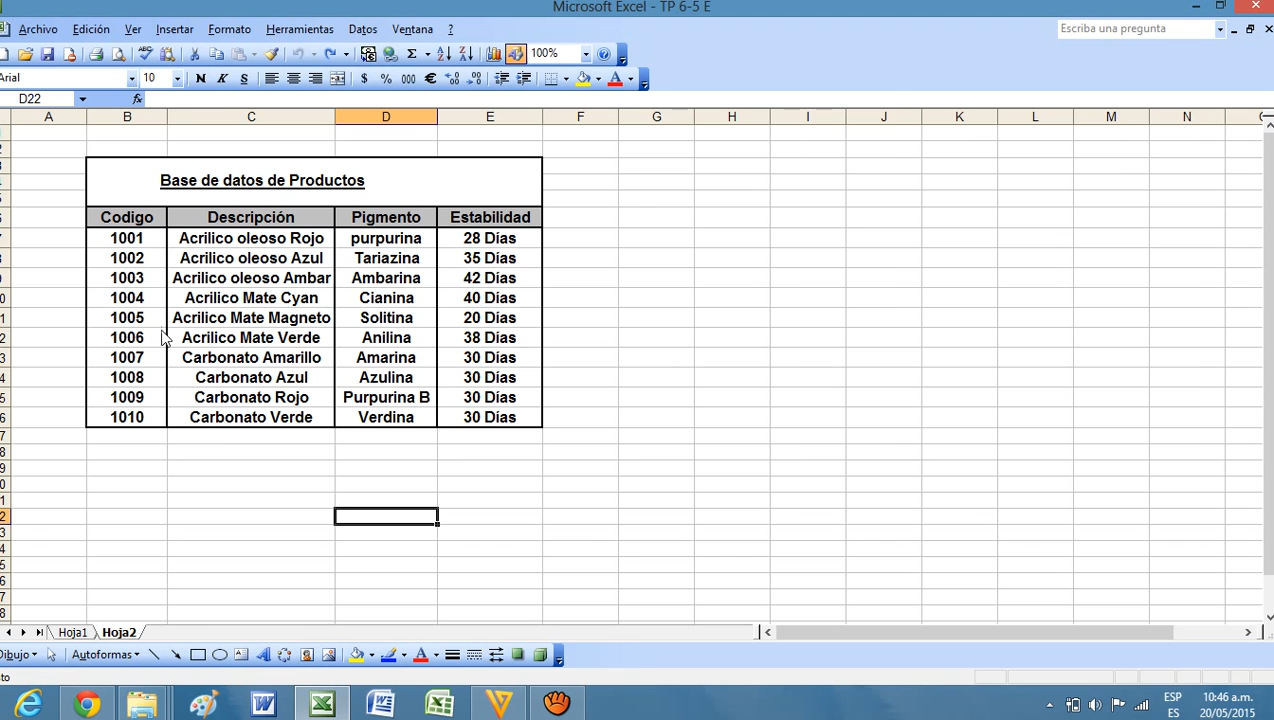 Microsoft Excel - TP 6-5 E
Archivo Edición Ver Insertar Formato Herramientas Datos Ventana ? Escriba una pregunta
Σ 100%
Arial 10 N K S $ % 000 €
D22 fx
A B C D E F G H I J K L M N
Base de datos de Productos
Codigo Descripción Pigmento Estabilidad
1001 Acrilico oleoso Rojo purpurina 28 Días
1002 Acrilico oleoso Azul Tariazina 35 Días
1003 Acrilico oleoso Ambar Ambarina 42 Días
1004 Acrilico Mate Cyan Cianina 40 Días
1005 Acrilico Mate Magneto Solitina 20 Días
1006 Acrilico Mate Verde Anilina 38 Días
1007 Carbonato Amarillo Amarina 30 Días
1008 Carbonato Azul Azulina 30 Días
1009 Carbonato Rojo Purpurina B 30 Días
1010 Carbonato Verde Verdina 30 Días
Hoja1 Hoja2
Dibujo Autoformas
ESP 10:46 a.m.
ES 20/05/2015